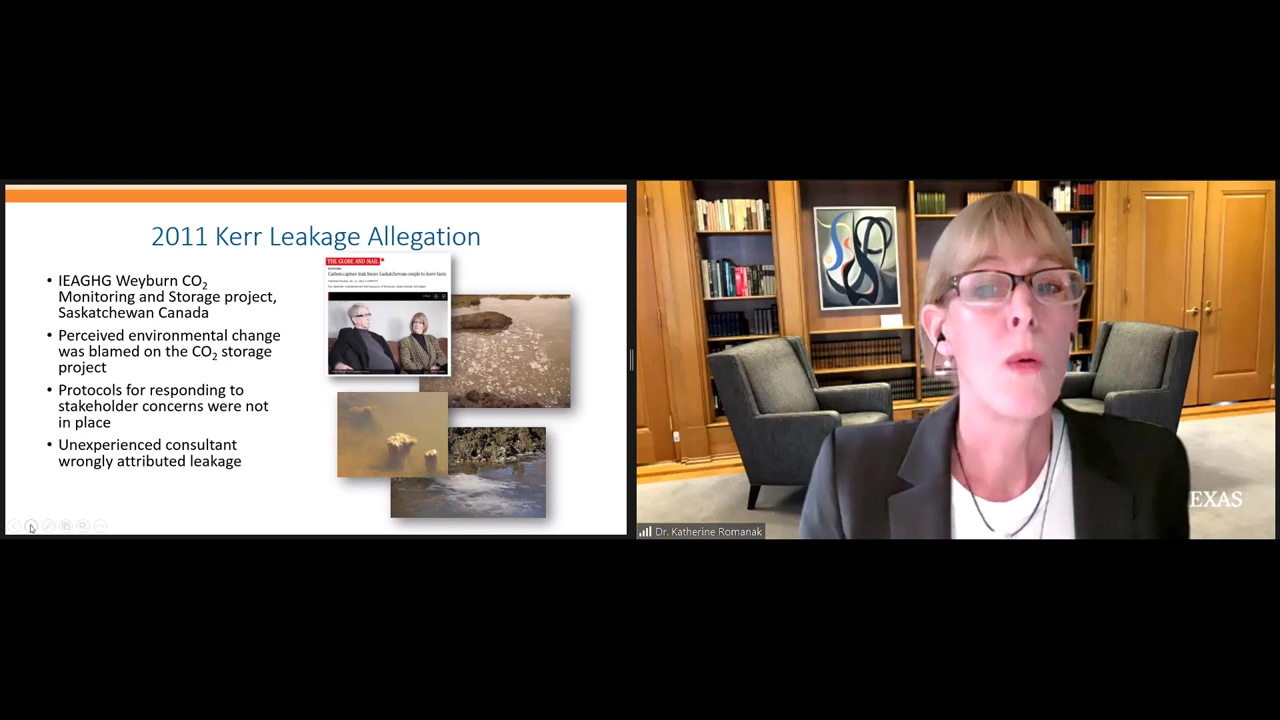 2011 Kerr Leakage Allegation
• IEAGHG Weyburn CO2
Monitoring and Storage project,
Saskatchewan Canada
• Perceived environmental change
was blamed on the CO2 storage
project
• Protocols for responding to
stakeholder concerns were not
in place
• Unexperienced consultant
wrongly attributed leakage
THE GLOBE AND MAIL
Carbon capture leak forces Saskatchewan couple to leave farm
EXAS
Dr. Katherine Romanak